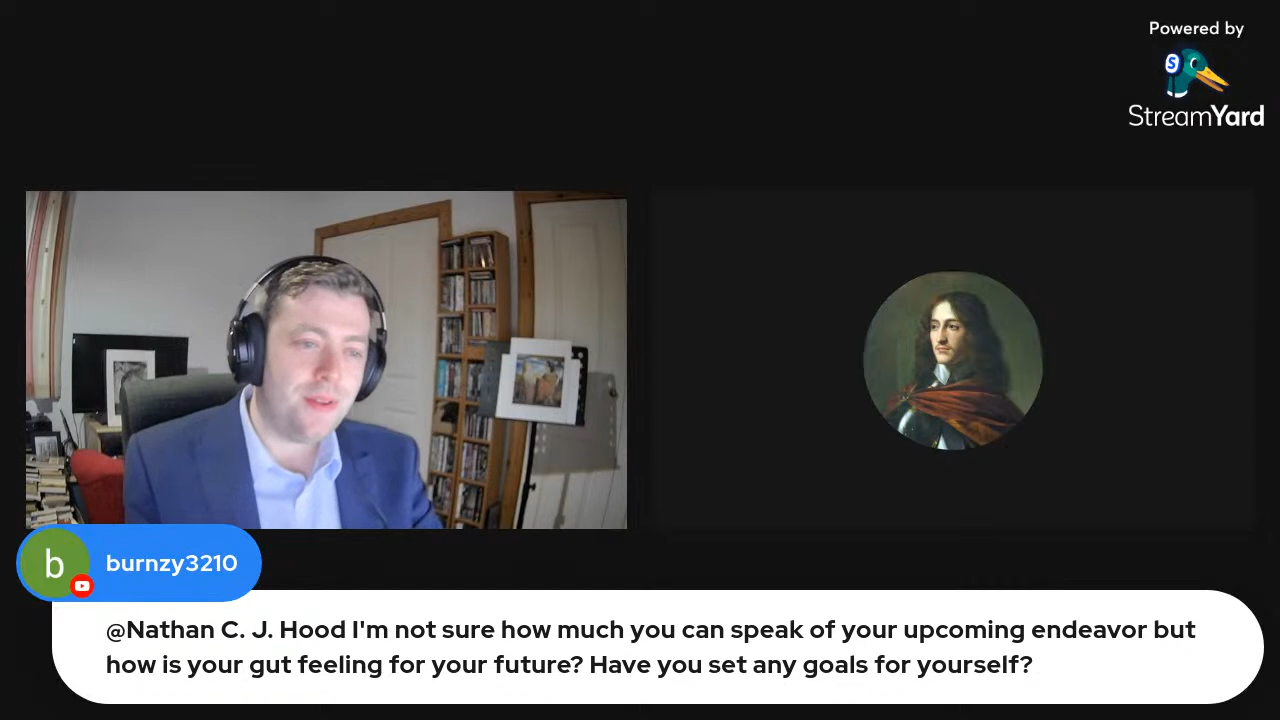 Powered by
S
StreamYard
b
burnzy3210
@Nathan C. J. Hood I'm not sure how much you can speak of your upcoming endeavor but
how is your gut feeling for your future? Have you set any goals for yourself?